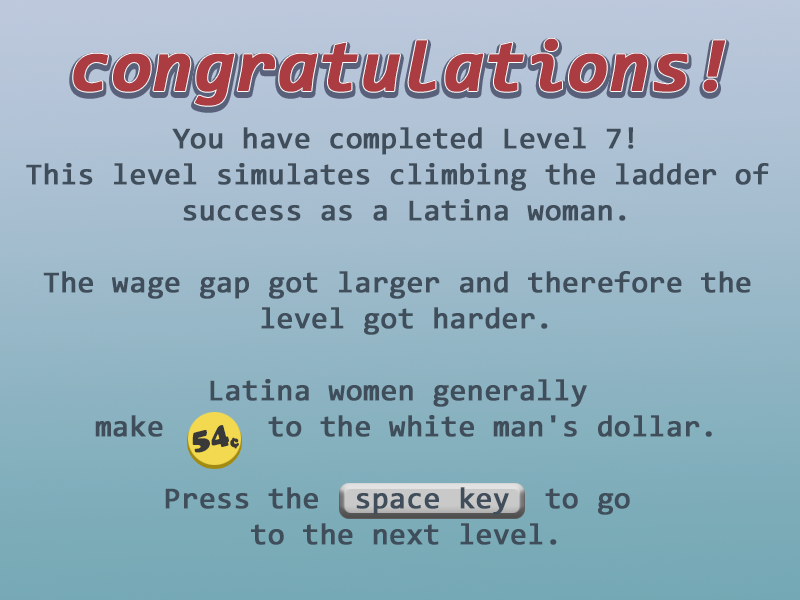 congratulations!
You have completed Level 7!
This level simulates climbing the ladder of
success as a Latina woman.
The wage gap got larger and therefore the
level got harder.
Latina women generally
make 54¢ to the white man's dollar.
Press the space key to go
to the next level.